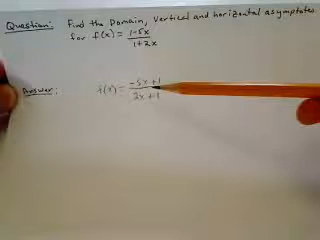 Question: Find the Domain, Vertical and horizontal asymptotes
for f(x) = 1-5x / 1+2x
Answer: f(x) = -5x+1 / 2x+1